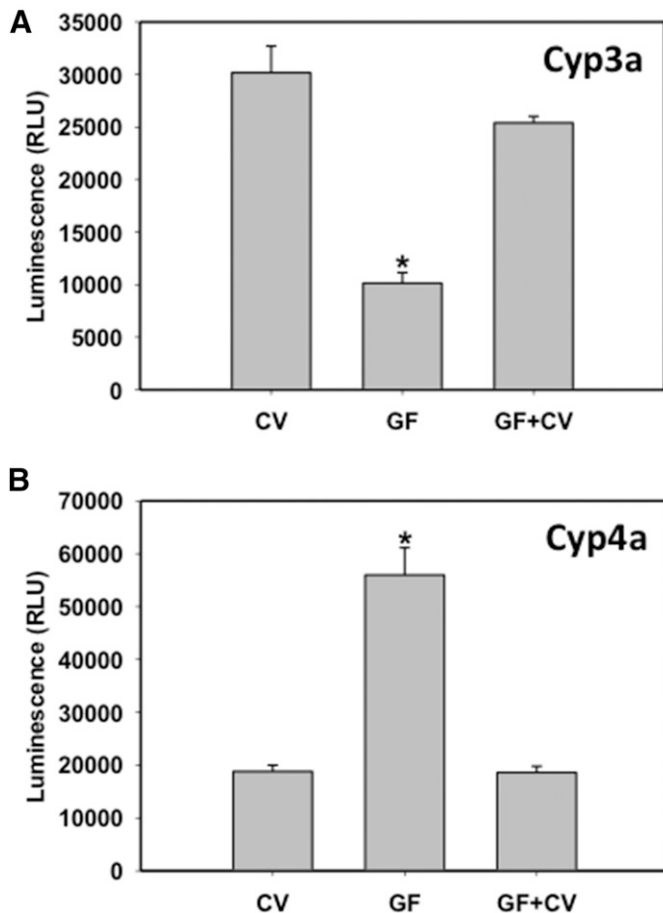 A
Cyp3a
Luminescence (RLU)
35000
30000
25000
20000
15000
10000
5000
0
*
CV GF GF+CV
B
Cyp4a
Luminescence (RLU)
70000
60000
50000
40000
30000
20000
10000
0
*
CV GF GF+CV